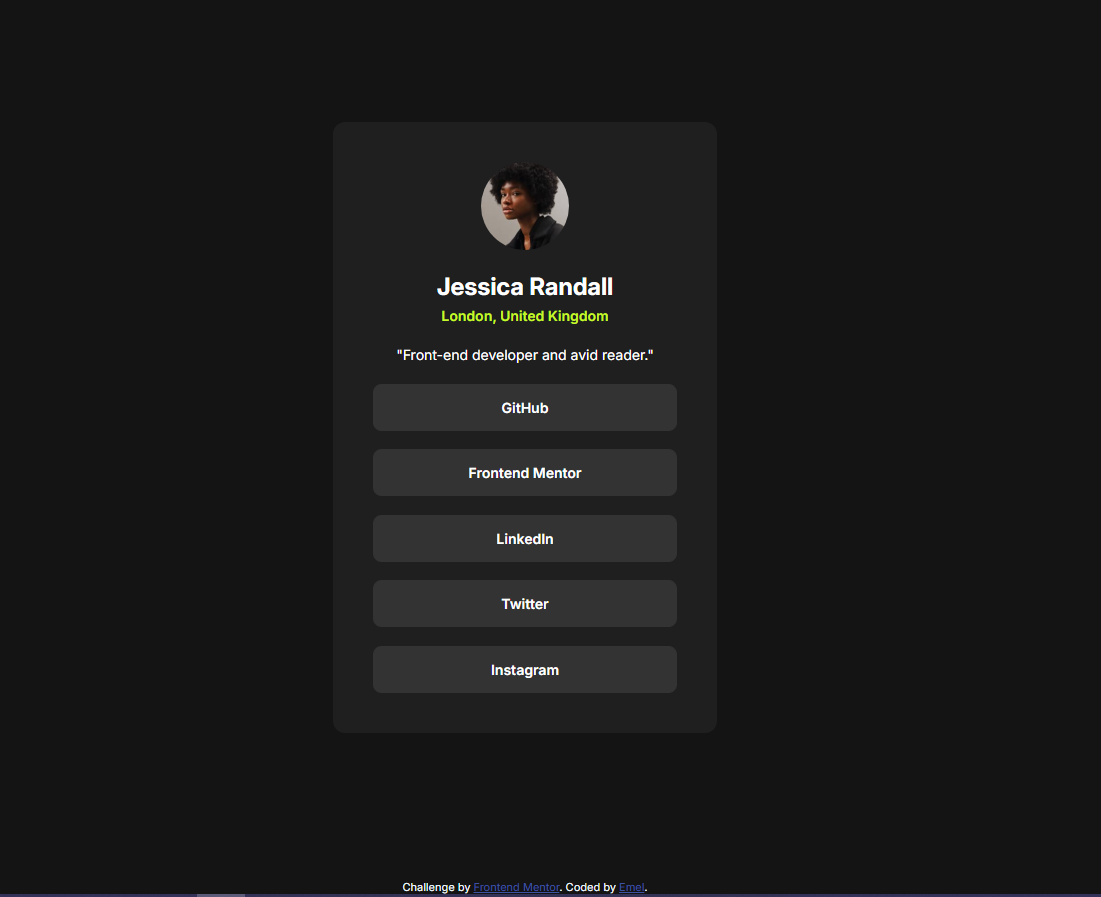 Jessica Randall
London, United Kingdom
"Front-end developer and avid reader."
GitHub
Frontend Mentor
LinkedIn
Twitter
Instagram
Challenge by Frontend Mentor. Coded by Emel.